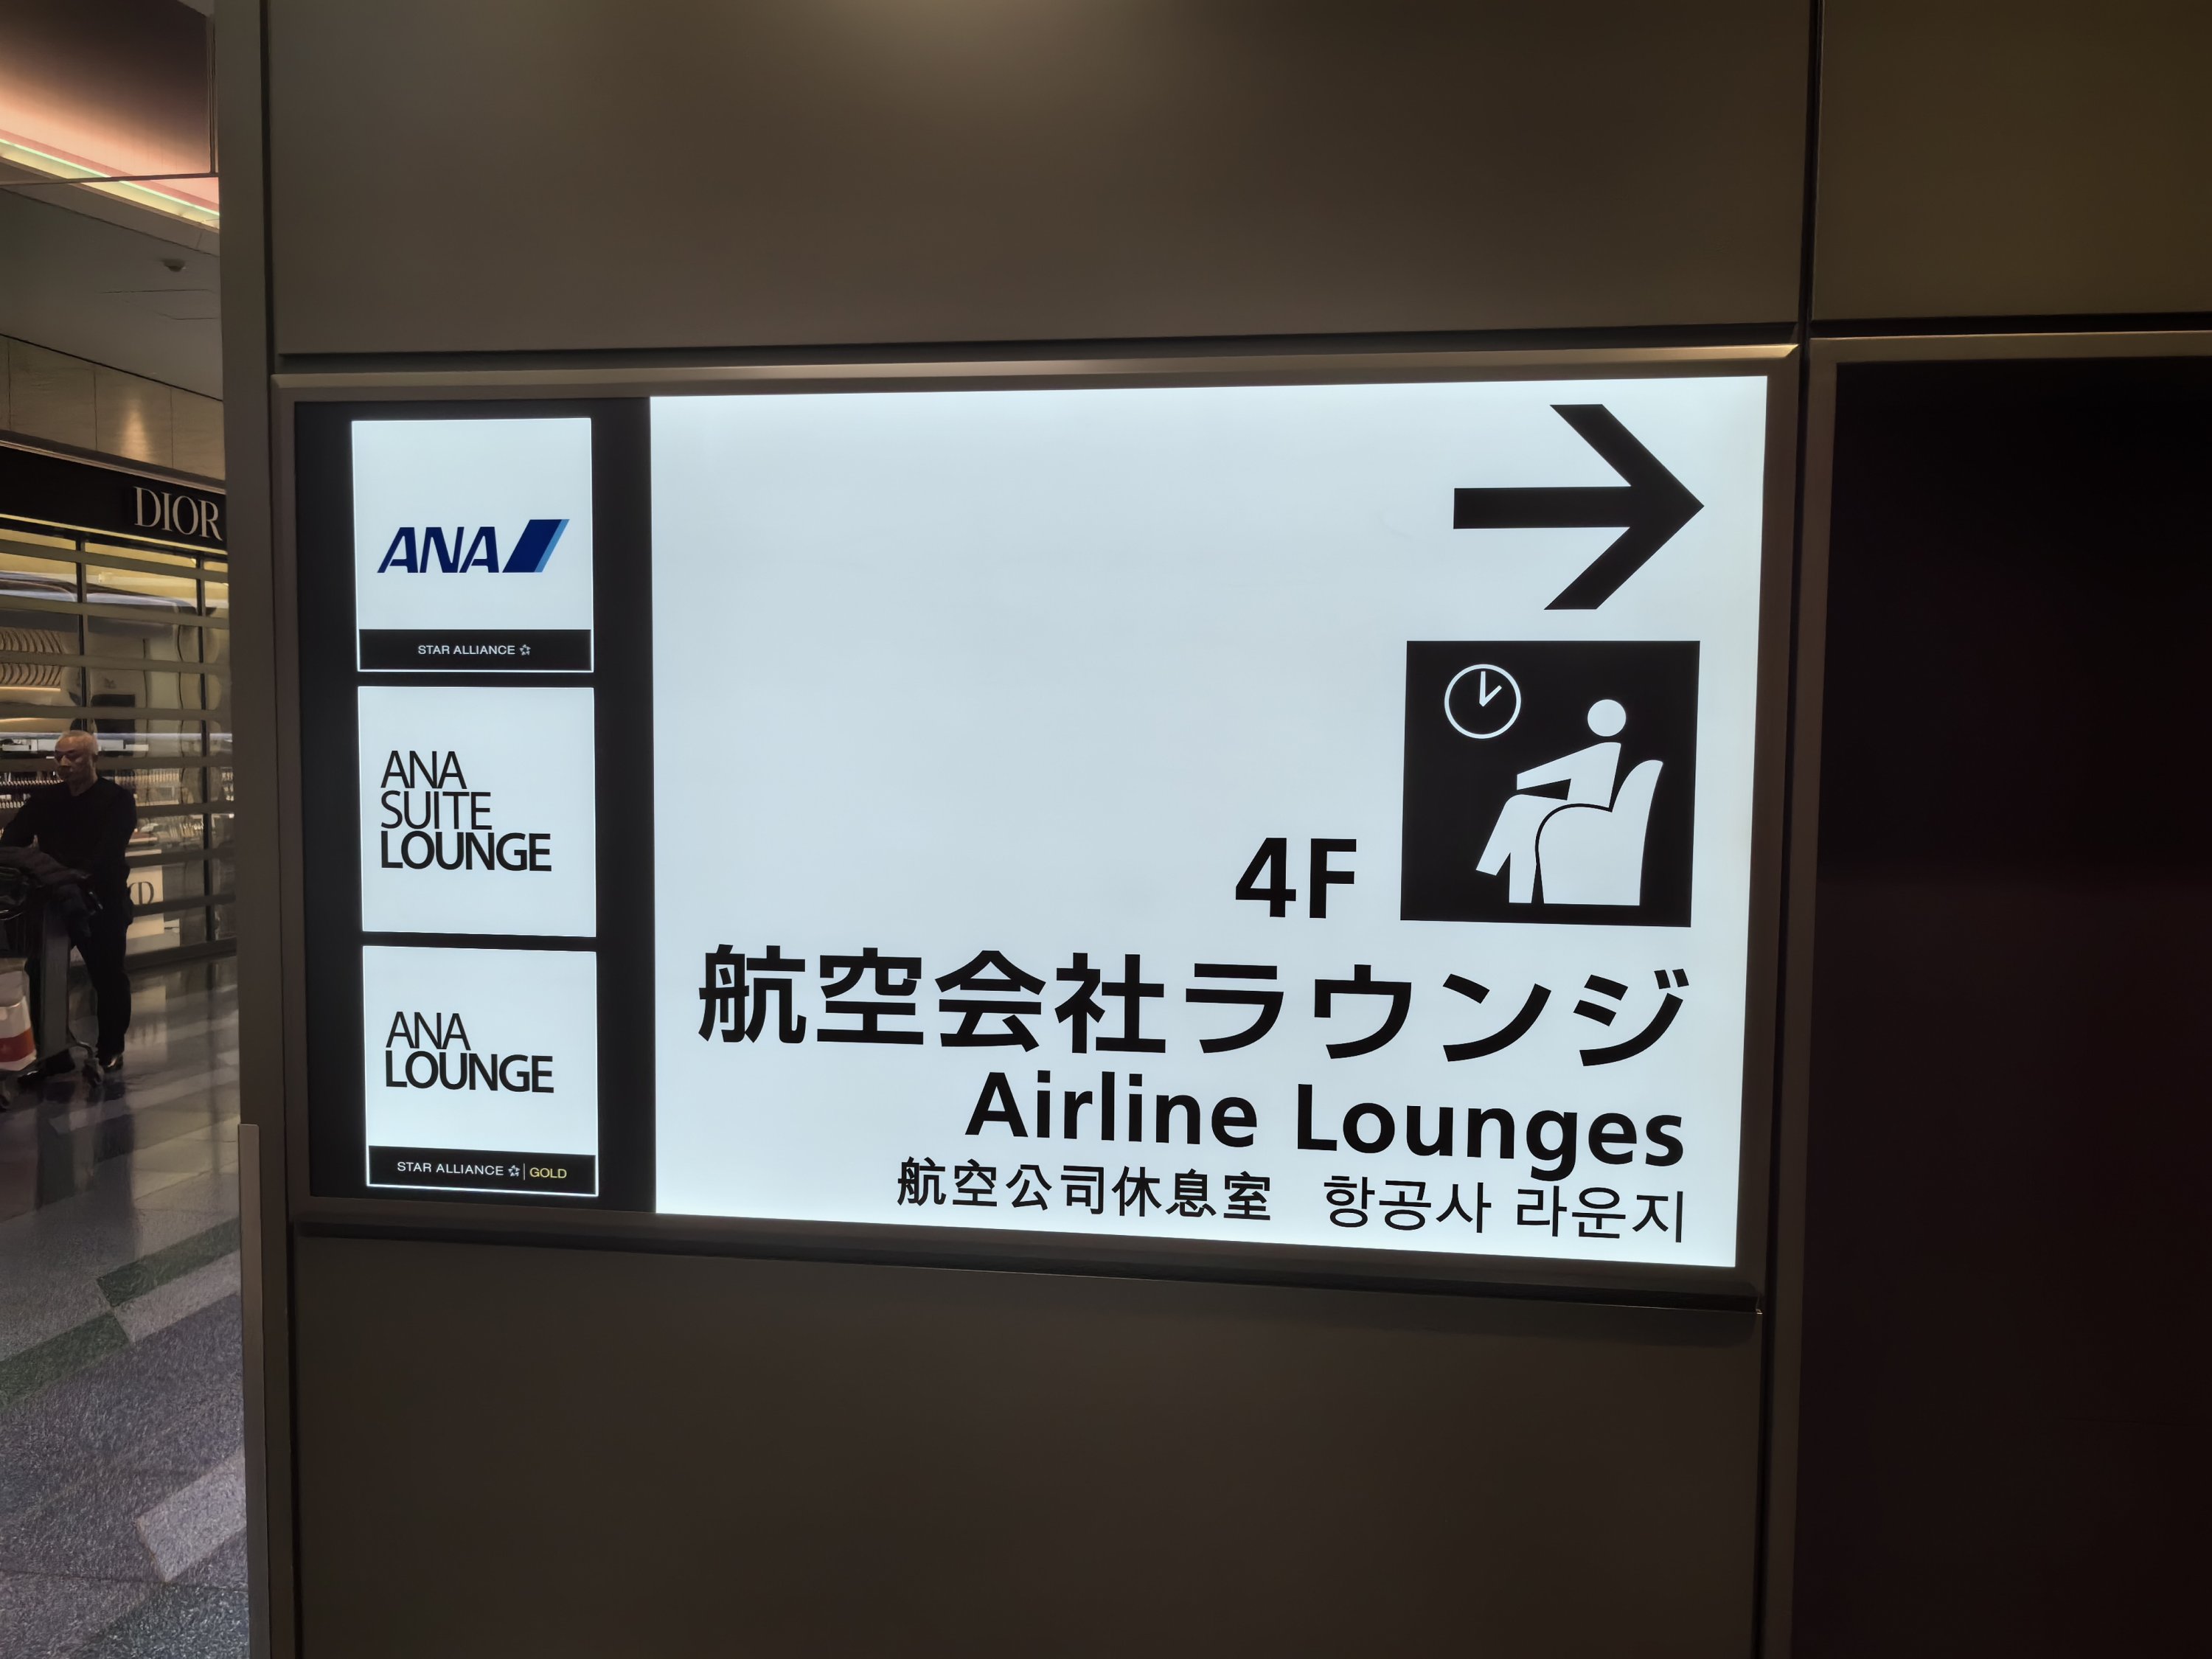 DIOR
ANA
STAR ALLIANCE
ANA
SUITE
LOUNGE
ANA
LOUNGE
STAR ALLIANCE | GOLD
4F
航空会社ラウンジ
Airline Lounges
航空公司休息室 항공사 라운지